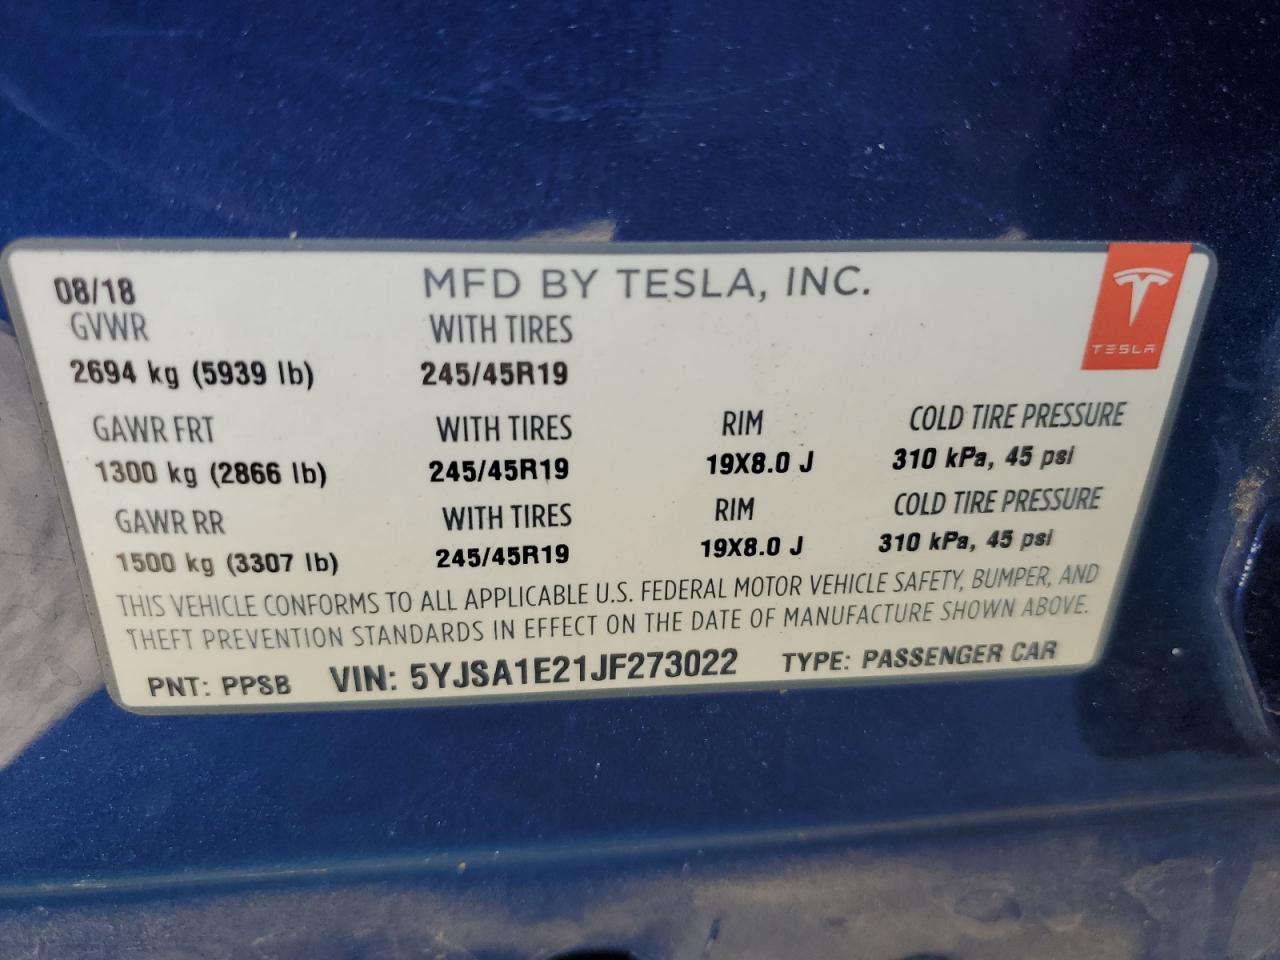 08/18 MFD BY TESLA, INC.
TESLA
GVWR WITH TIRES
2694 kg (5939 lb) 245/45R19
GAWR FRT WITH TIRES RIM COLD TIRE PRESSURE
1300 kg (2866 lb) 245/45R19 19X8.0 J 310 kPa, 45 psi
GAWR RR WITH TIRES RIM COLD TIRE PRESSURE
1500 kg (3307 lb) 245/45R19 19X8.0 J 310 kPa, 45 psi
THIS VEHICLE CONFORMS TO ALL APPLICABLE U.S. FEDERAL MOTOR VEHICLE SAFETY, BUMPER, AND
THEFT PREVENTION STANDARDS IN EFFECT ON THE DATE OF MANUFACTURE SHOWN ABOVE.
PNT: PPSB VIN: 5YJSA1E21JF273022 TYPE: PASSENGER CAR